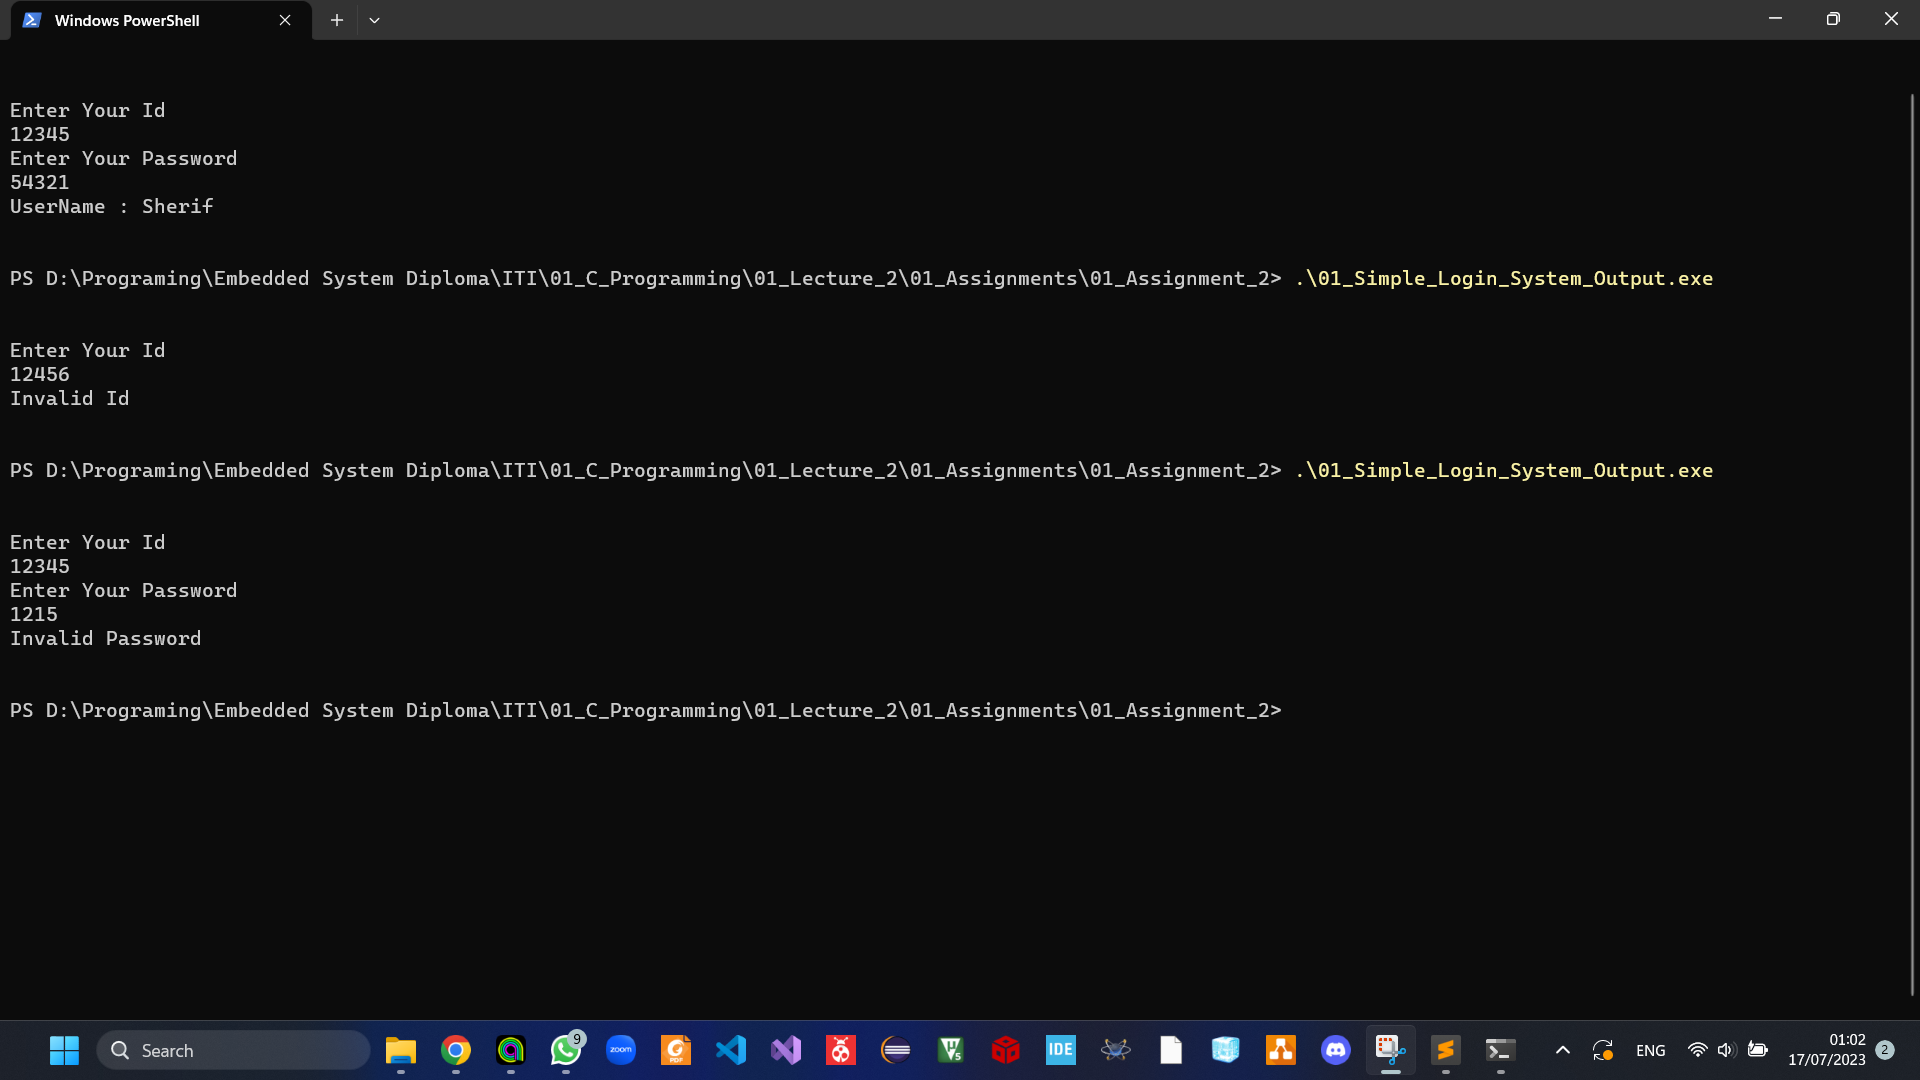 Windows PowerShell
Enter Your Id
12345
Enter Your Password
54321
UserName : Sherif
PS D:\Programing\Embedded System Diploma\ITI\01_C_Programming\01_Lecture_2\01_Assignments\01_Assignment_2> .\01_Simple_Login_System_Output.exe
Enter Your Id
12456
Invalid Id
PS D:\Programing\Embedded System Diploma\ITI\01_C_Programming\01_Lecture_2\01_Assignments\01_Assignment_2> .\01_Simple_Login_System_Output.exe
Enter Your Id
12345
Enter Your Password
1215
Invalid Password
PS D:\Programing\Embedded System Diploma\ITI\01_C_Programming\01_Lecture_2\01_Assignments\01_Assignment_2>
Search
9
zoom
PDF
V5
IDE
ENG
01:02
17/07/2023
2